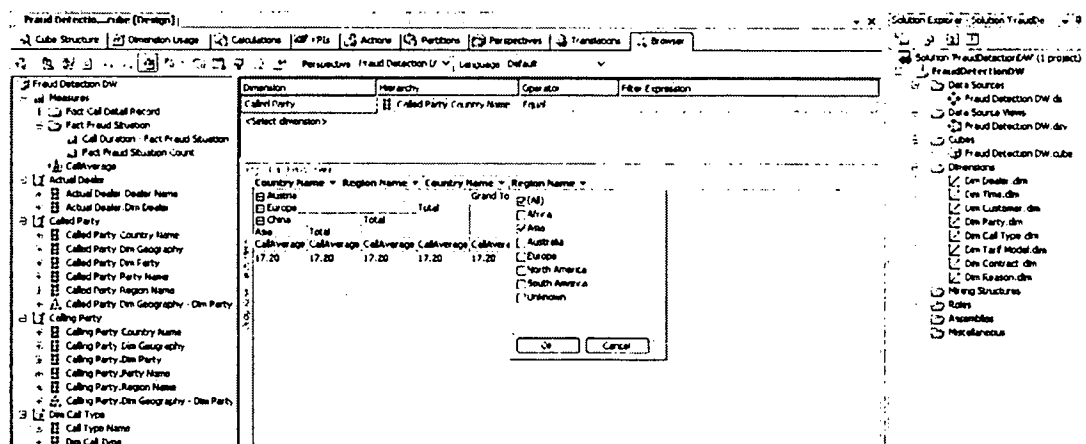 Fraud Detectio...cube [Design]
Cube Structure
Dimension Usage
Calculations
KPIs
Actions
Partitions
Perspectives
Translations
Browser
Perspective
Language Default
Fraud Detection DW
Measures
Fact Call Detail Record
Fact Fraud Situation
Call Duration - Fact Fraud Situation
Fact Fraud Situation Count
CallAverage
Actual Dealer
Actual Dealer.Dealer Name
Actual Dealer.Dim Dealer
Called Party
Called Party.Country Name
Called Party.Dim Geography
Called Party.Dim Party
Called Party.Party Name
Called Party.Region Name
Called Party.Dim Geography - Dim Party
Calling Party
Calling Party.Country Name
Calling Party.Dim Geography
Calling Party.Dim Party
Calling Party.Party Name
Calling Party.Region Name
Calling Party.Dim Geography - Dim Party
Dim Call Type
Call Type Name
Dim Call Type
Dimension Hierarchy Operator Filter Expression
Called Party Called Party.Country Name Equal
<Select dimension>
Country Name Region Name Country Name Region Name
Austria Grand To
Europe Total
China Total
Asia Total
CallAverage CallAverage CallAverage CallAverage CallAvera
17.20 17.20 17.20 17.20 17.20
(All)
Africa
Asia
Australia
Europe
North America
South America
Unknown
OK Cancel
Solution Explorer - Solution 'FraudDe
Solution 'FraudDetectionDW' (1 project)
FraudDetectionDW
Data Sources
Fraud Detection DW.ds
Data Source Views
Fraud Detection DW.dsv
Cubes
Fraud Detection DW.cube
Dimensions
Dim Dealer.dim
Dim Time.dim
Dim Customer.dim
Dim Party.dim
Dim Call Type.dim
Dim Tarif Model.dim
Dim Contract.dim
Dim Reason.dim
Mining Structures
Roles
Assemblies
Miscellaneous